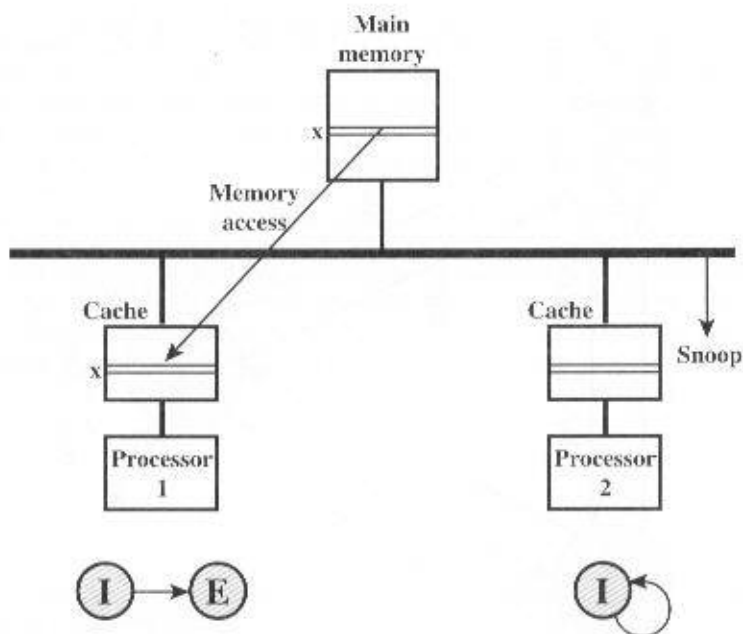 Main
memory
x
Memory
access
Cache
Cache
Snoop
x
Processor
1
Processor
2
I
E
I